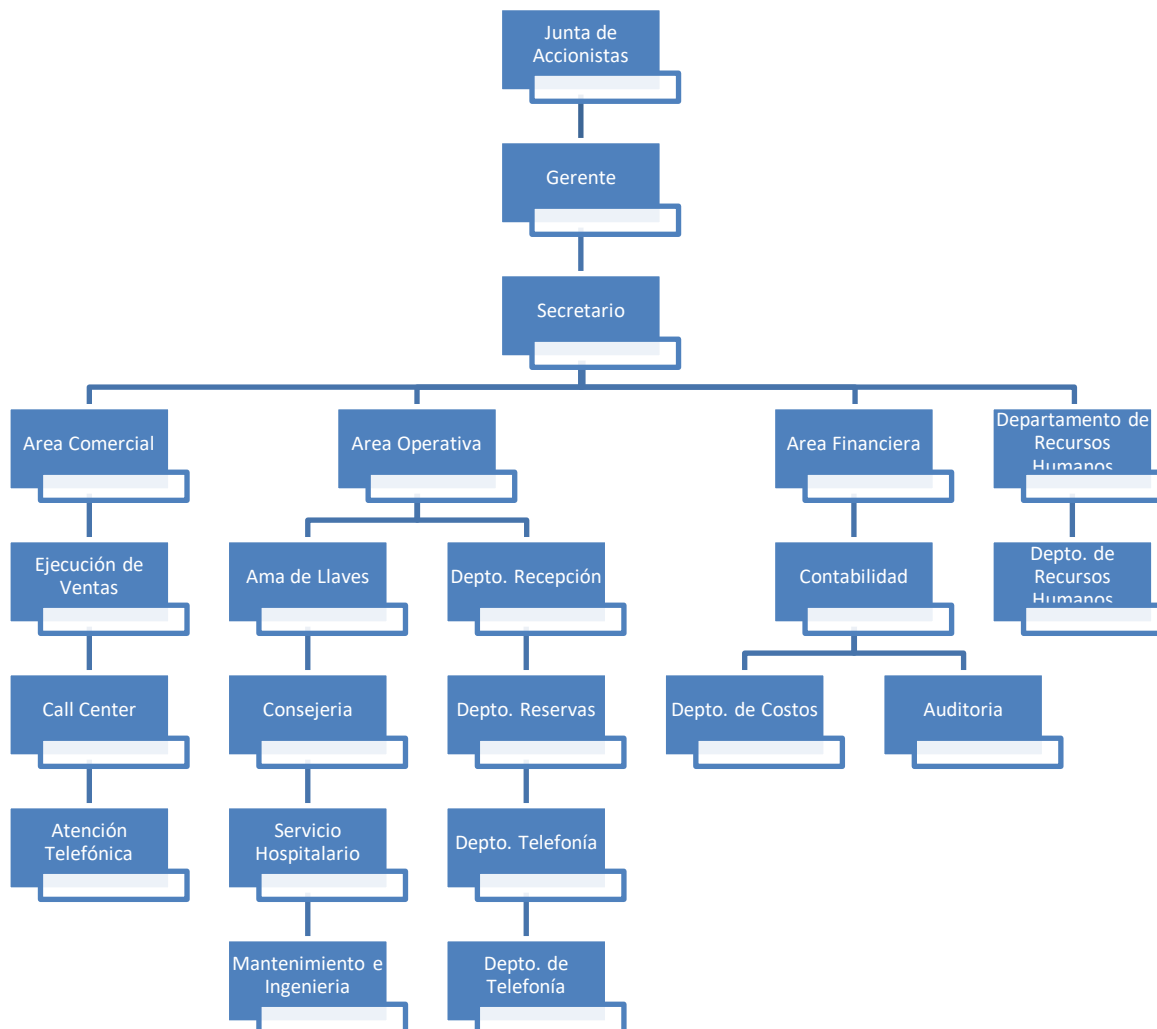 Junta de
Accionistas
Gerente
Secretario
Area Comercial
Area Operativa
Area Financiera
Departamento de
Recursos
Humanos
Ejecución de
Ventas
Ama de Llaves
Depto. Recepción
Contabilidad
Depto. de
Recursos
Humanos
Call Center
Consejeria
Depto. Reservas
Depto. de Costos
Auditoria
Atención
Telefónica
Servicio
Hospitalario
Depto. Telefonía
Mantenimiento e
Ingenieria
Depto. de
Telefonía